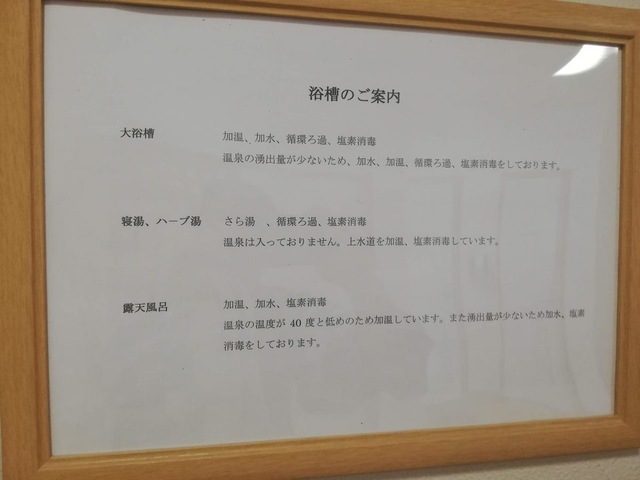 浴槽のご案内
大浴槽 加温、加水、循環ろ過、塩素消毒
温泉の湧出量が少ないため、加水、加温、循環ろ過、塩素消毒をしております。
寝湯、ハーブ湯 さら湯 、循環ろ過、塩素消毒
温泉は入っておりません。上水道を加温、塩素消毒しています。
露天風呂 加温、加水、塩素消毒
温泉の温度が 40 度と低めのため加温しています。また湧出量が少ないため加水、塩素
消毒をしております。